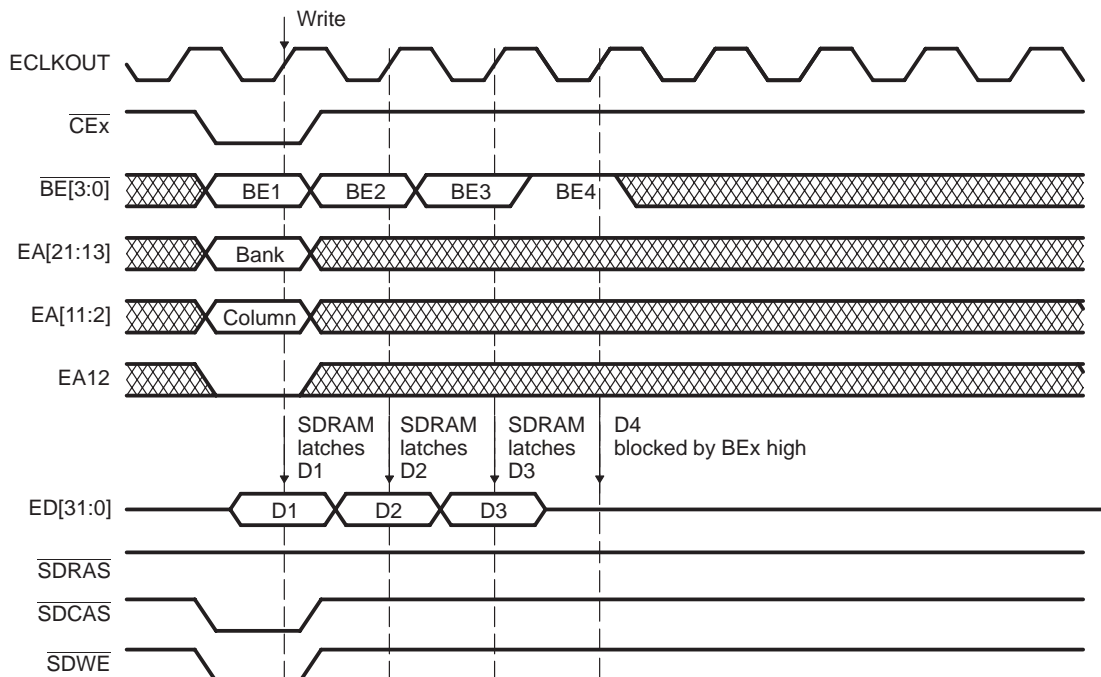 Write
ECLKOUT
CEx
BE[3:0] BE1 BE2 BE3 BE4
EA[21:13] Bank
EA[11:2] Column
EA12
SDRAM latches D1
SDRAM latches D2
SDRAM latches D3
D4 blocked by BEx high
ED[31:0] D1 D2 D3
SDRAS
SDCAS
SDWE